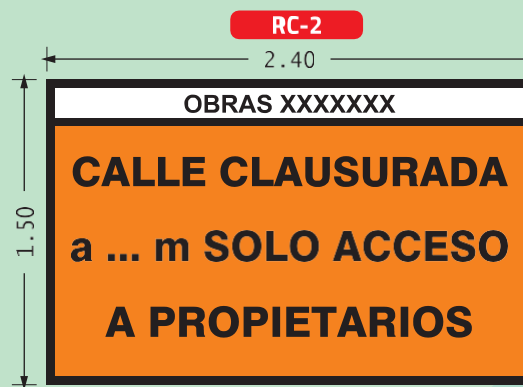 RC-2
2.40
OBRAS XXXXXXX
CALLE CLAUSURADA
a ... m SOLO ACCESO
A PROPIETARIOS
1.50